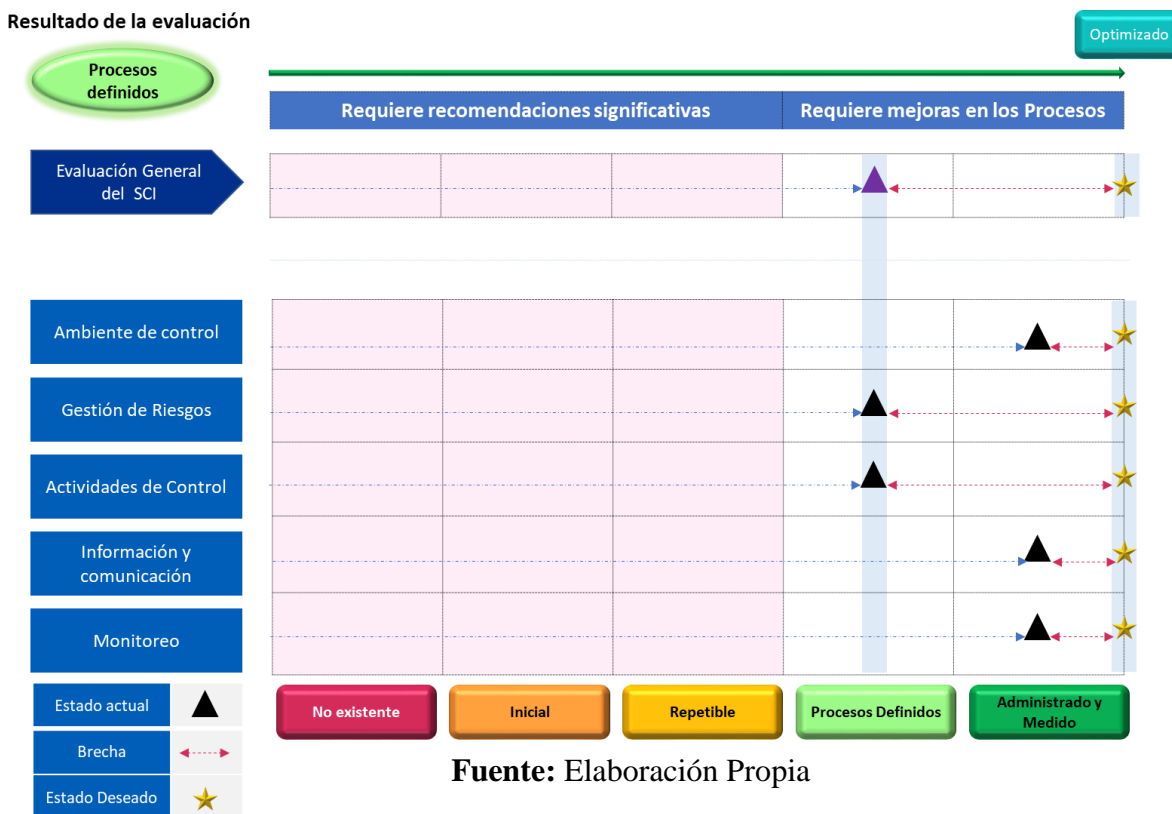 Resultado de la evaluación
Optimizado
Procesos
definidos
Requiere recomendaciones significativas
Requiere mejoras en los Procesos
Evaluación General
del SCI
Ambiente de control
Gestión de Riesgos
Actividades de Control
Información y
comunicación
Monitoreo
Estado actual
Brecha
Estado Deseado
No existente
Inicial
Repetible
Procesos Definidos
Administrado y
Medido
Fuente: Elaboración Propia